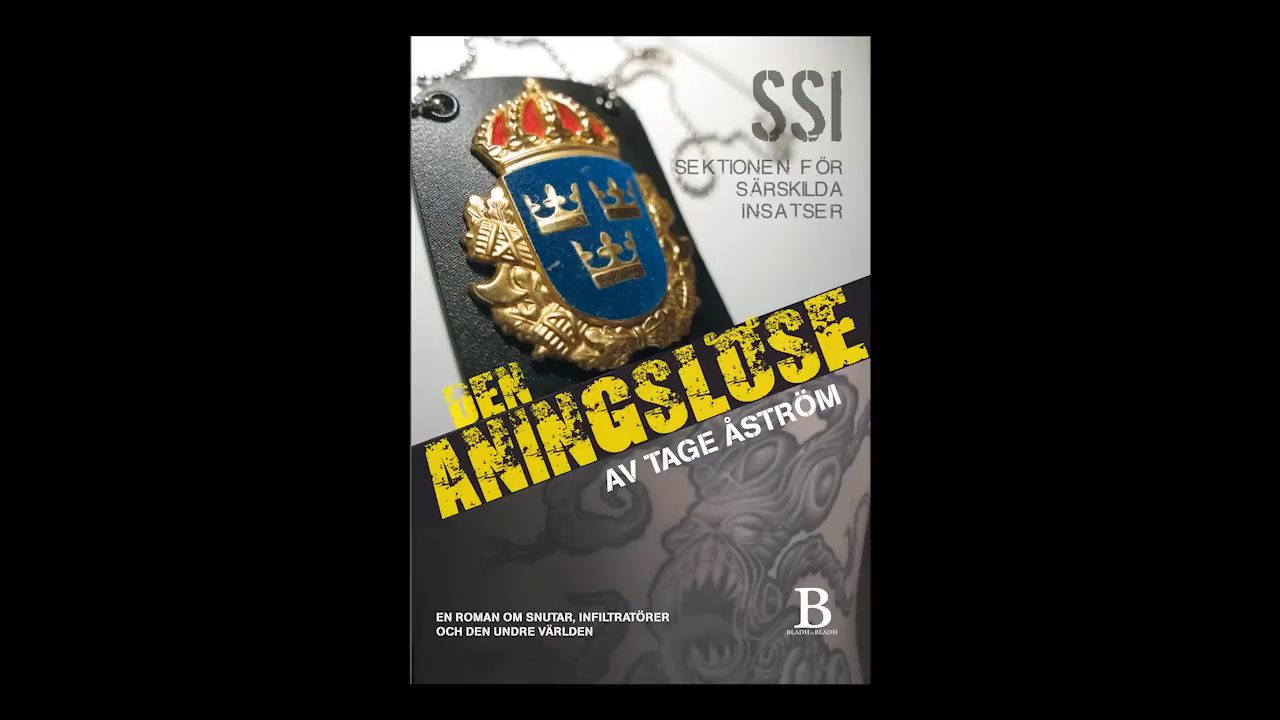 SSI
SEKTIONEN FÖR
SÄRSKILDA
INSATSER
DEN
ANINGSLÖSE
AV TAGE ÅSTRÖM
EN ROMAN OM SNUTAR, INFILTRATÖRER
OCH DEN UNDRE VÄRLDEN
B
BLADH by BLADH